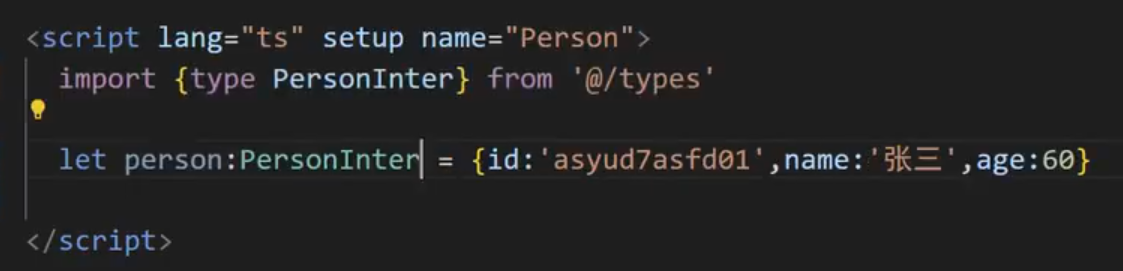 <script lang="ts" setup name="Person">
import {type PersonInter} from '@/types'
let person:PersonInter = {id:'asyud7asfd01',name:'张三',age:60}
</script>